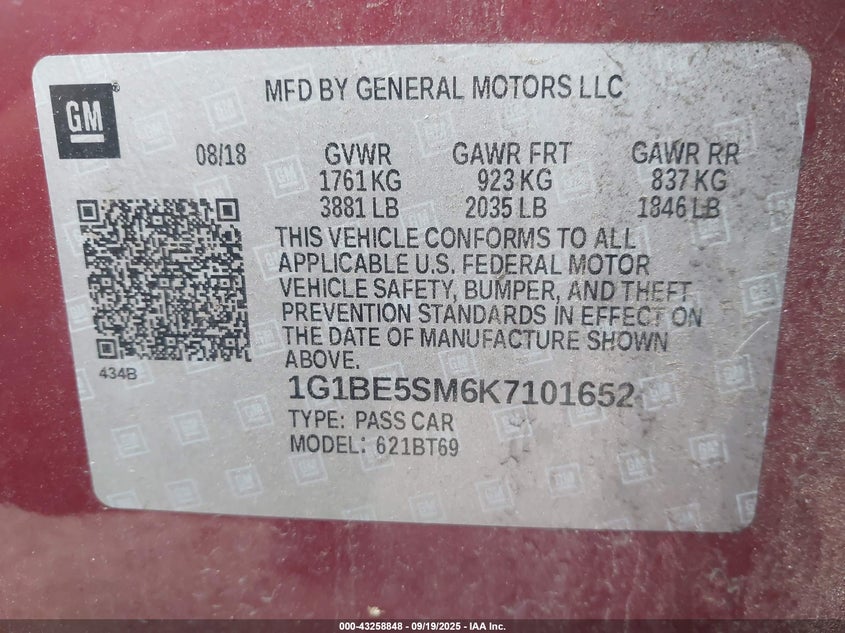 GM
MFD BY GENERAL MOTORS LLC
08/18 GVWR GAWR FRT GAWR RR
1761 KG 923 KG 837 KG
3881 LB 2035 LB 1846 LB
THIS VEHICLE CONFORMS TO ALL
APPLICABLE U.S. FEDERAL MOTOR
VEHICLE SAFETY, BUMPER, AND THEFT
PREVENTION STANDARDS IN EFFECT ON
THE DATE OF MANUFACTURE SHOWN
ABOVE.
434B
1G1BE5SM6K7101652
TYPE: PASS CAR
MODEL: 621BT69
000-43258848 - 09/19/2025 - IAA Inc.